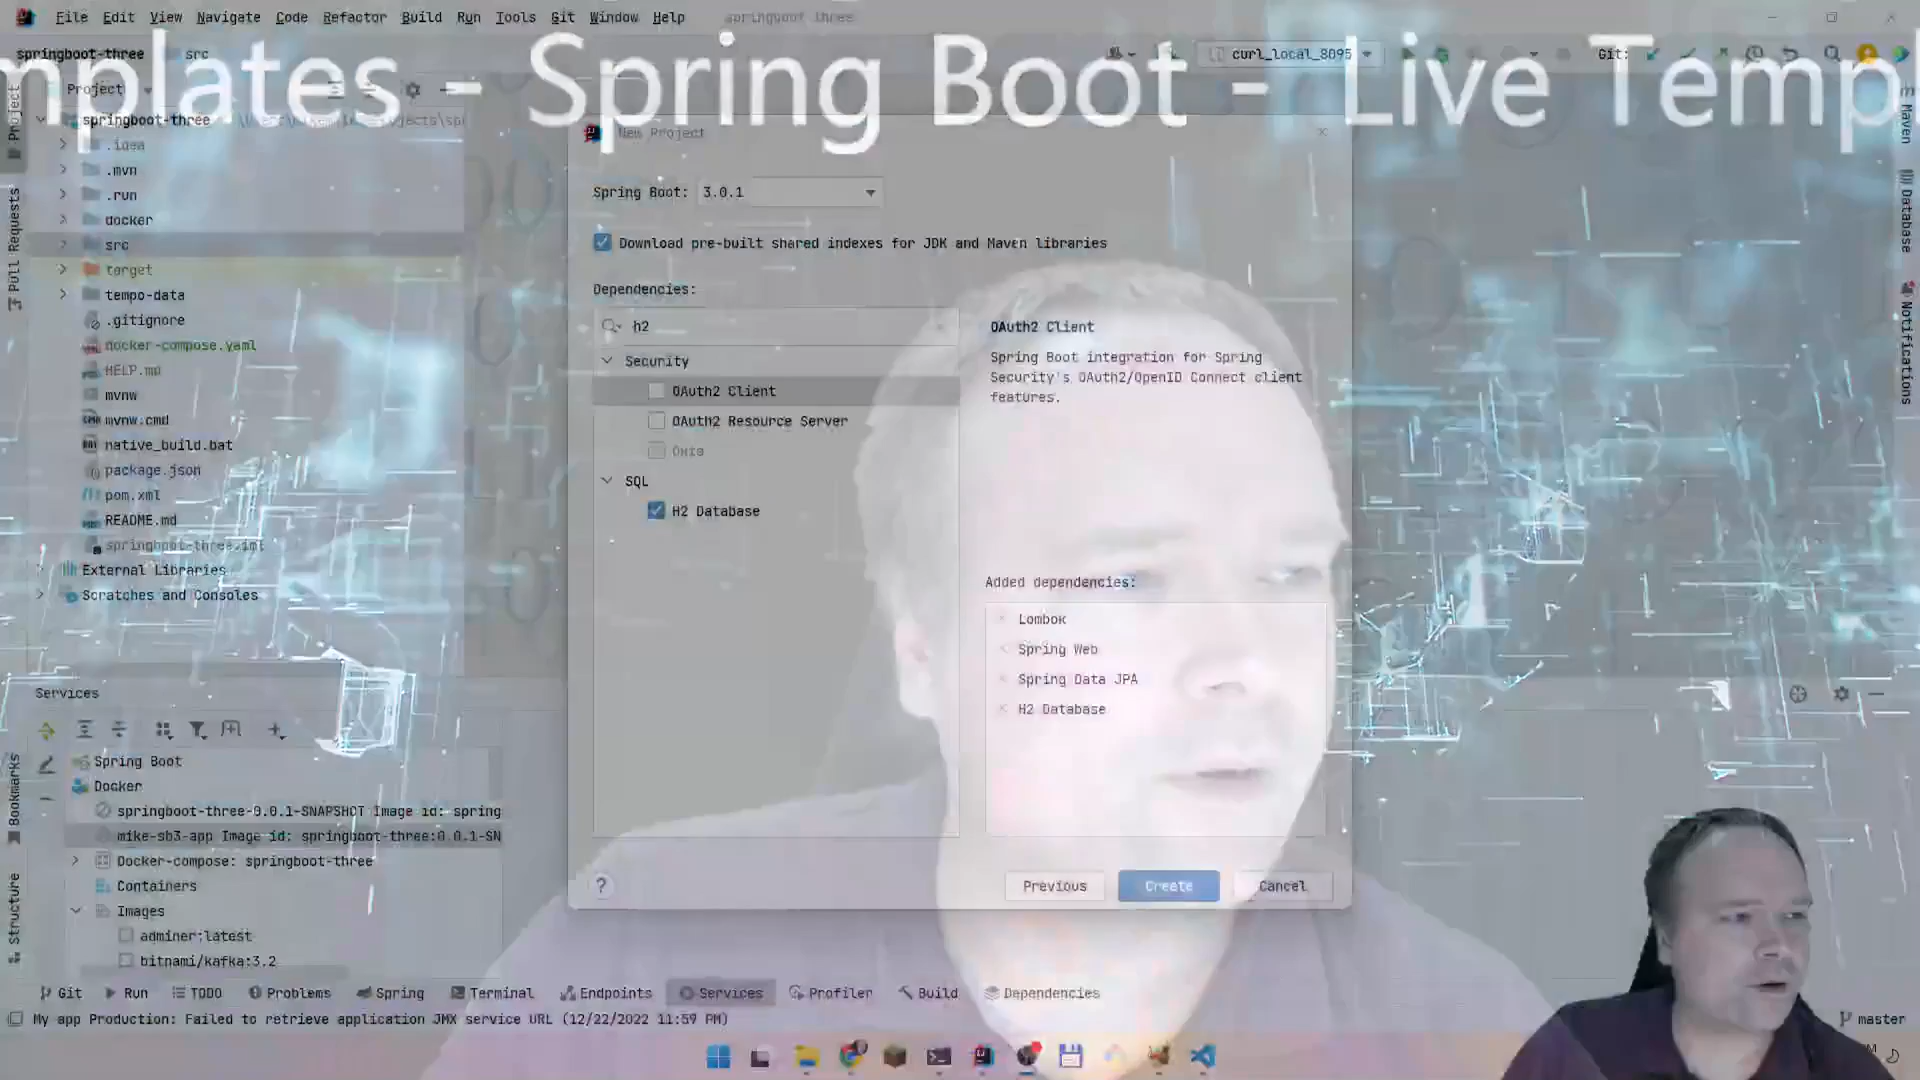 File Edit View Navigate Code Refactor Build Run Tools Git Window Help springboot-three
springboot-three src
curl_local_8095
Git:
mplates - Spring Boot - Live Templ
Project
springboot-three
.idea
.mvn
.run
docker
src
target
tempo-data
.gitignore
docker-compose.yaml
HELP.md
mvnw
mvnw.cmd
native_build.bat
package.json
pom.xml
README.md
springboot-three.iml
External Libraries
Scratches and Consoles
Project
Pull Requests
Bookmarks
Structure
New Project
Spring Boot: 3.0.1
Download pre-built shared indexes for JDK and Maven libraries
Dependencies:
h2
Security
OAuth2 Client
OAuth2 Resource Server
Okta
SQL
H2 Database
OAuth2 Client
Spring Boot integration for Spring
Security's OAuth2/OpenID Connect client
features.
Added dependencies:
Lombok
Spring Web
Spring Data JPA
H2 Database
?
Previous
Create
Cancel
Maven
Database
Notifications
Services
Spring Boot
Docker
springboot-three-0.0.1-SNAPSHOT Image id: spring
mike-sb3-app Image id: springboot-three:0.0.1-SN
Docker-compose: springboot-three
Containers
Images
adminer:latest
bitnami/kafka:3.2
Git Run TODO Problems Spring Terminal Endpoints Services Profiler Build Dependencies
My app Production: Failed to retrieve application JMX service URL (12/22/2022 11:59 PM)
master